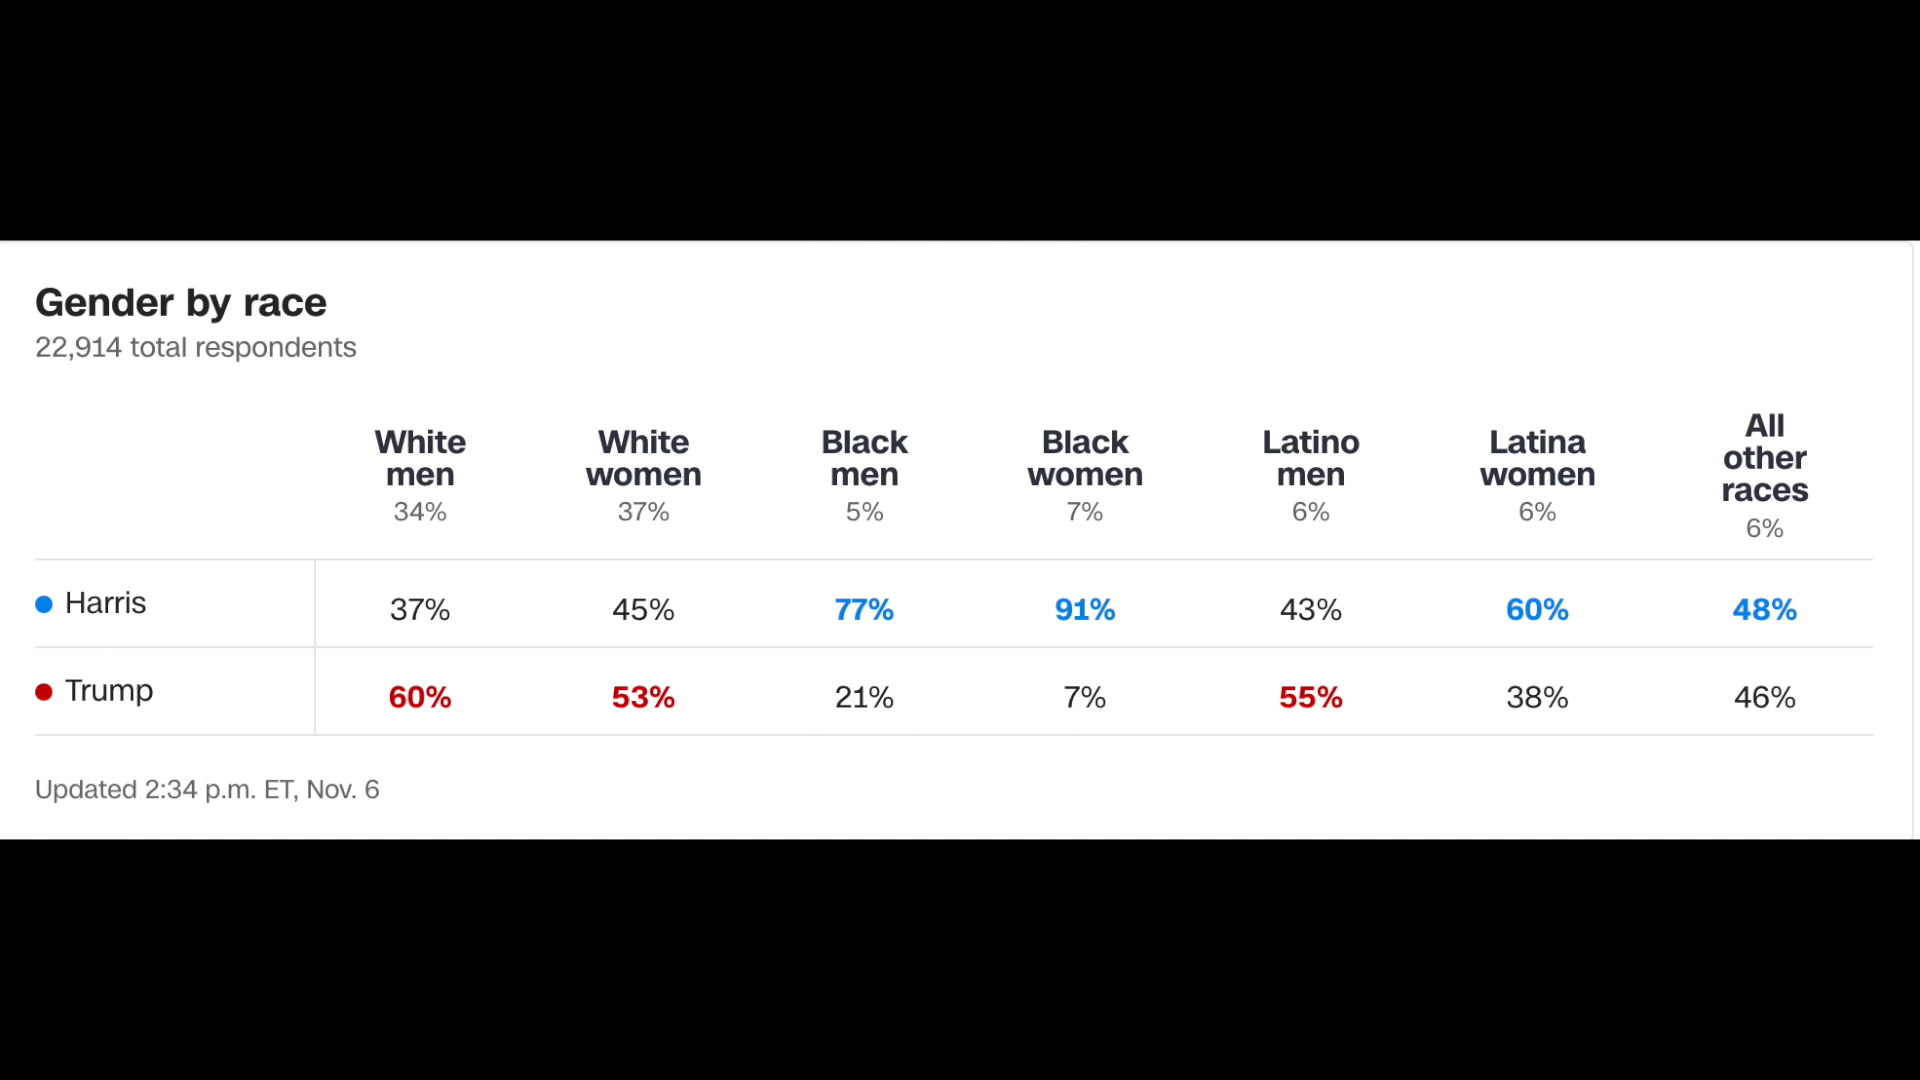 Gender by race
22,914 total respondents
White men 34%
White women 37%
Black men 5%
Black women 7%
Latino men 6%
Latina women 6%
All other races 6%
Harris 37% 45% 77% 91% 43% 60% 48%
Trump 60% 53% 21% 7% 55% 38% 46%
Updated 2:34 p.m. ET, Nov. 6